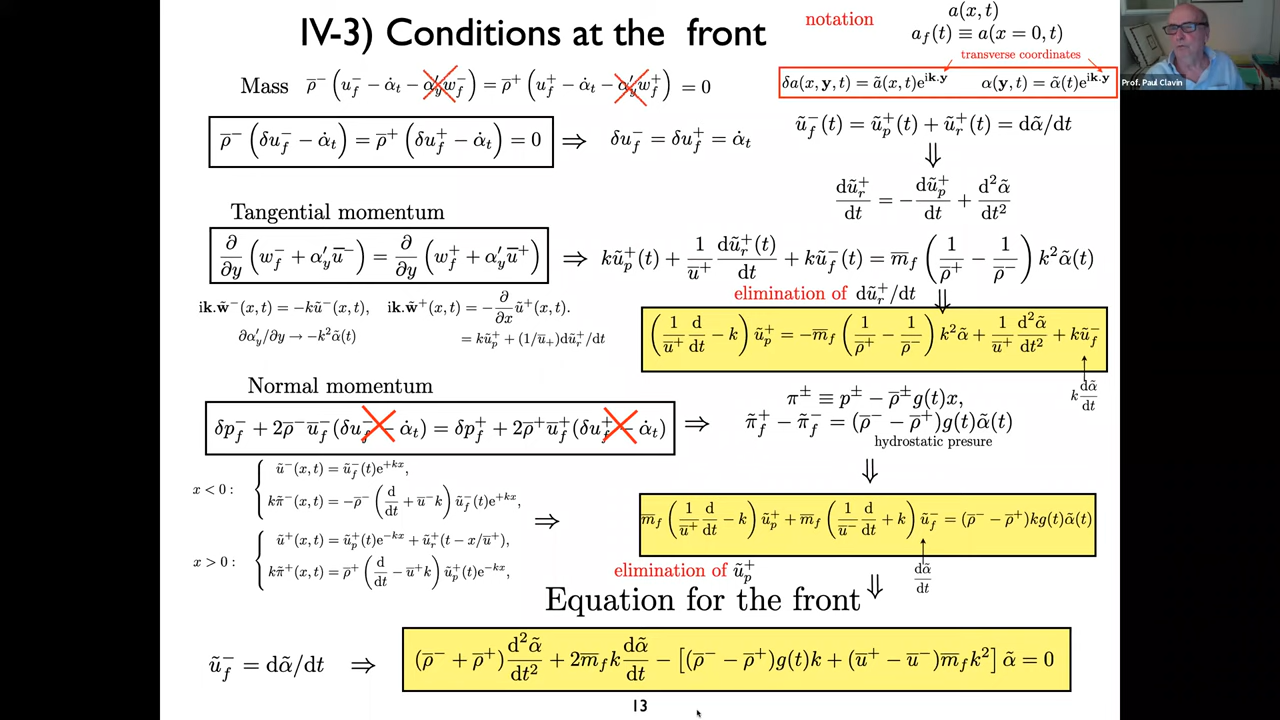 IV-3) Conditions at the front
notation
a(x, t)
a_f(t) ≡ a(x = 0, t)
transverse coordinates
δa(x, y, t) = ã(x, t)e^{ik.y} α(y, t) = α̃(t)e^{ik.y}
Prof. Paul Clavin
Mass ρ̅⁻ (u_f⁻ − α̇_t − α′_y w_f⁻) = ρ̅⁺ (u_f⁺ − α̇_t − α′_y w_f⁺) = 0
ρ̅⁻ (δu_f⁻ − α̇_t) = ρ̅⁺ (δu_f⁺ − α̇_t) = 0 ⇒ δu_f⁻ = δu_f⁺ = α̇_t
ũ_f⁻(t) = ũ_p⁺(t) + ũ_r⁺(t) = dα̃/dt
⇓
dũ_r⁺/dt = −dũ_p⁺/dt + d²α̃/dt²
Tangential momentum
∂/∂y (w_f⁻ + α′_y u̅⁻) = ∂/∂y (w_f⁺ + α′_y u̅⁺) ⇒ kũ_p⁺(t) + 1/u̅⁺ dũ_r⁺(t)/dt + kũ_f⁻(t) = m̅_f (1/ρ̅⁺ − 1/ρ̅⁻) k²α̃(t)
elimination of dũ_r⁺/dt ⇓
ik.w̃⁻(x, t) = −kũ⁻(x, t), ik.w̃⁺(x, t) = −∂/∂x ũ⁺(x, t).
∂α′_y/∂y → −k²α̃(t) = kũ_p⁺ + (1/u̅₊)dũ_r⁺/dt
(1/u̅⁺ d/dt − k) ũ_p⁺ = −m̅_f (1/ρ̅⁺ − 1/ρ̅⁻) k²α̃ + 1/u̅⁺ d²α̃/dt² + kũ_f⁻
k dα̃/dt
Normal momentum
δp_f⁻ + 2ρ̅⁻u̅_f⁻(δu_f⁻ − α̇_t) = δp_f⁺ + 2ρ̅⁺u̅_f⁺(δu_f⁺ − α̇_t) ⇒
π^± ≡ p^± − ρ̅^± g(t)x,
π̃_f⁺ − π̃_f⁻ = (ρ̅⁻ − ρ̅⁺)g(t)α̃(t)
hydrostatic presure
⇓
x < 0 : ũ⁻(x, t) = ũ_f⁻(t)e^{+kx},
kπ̃⁻(x, t) = −ρ̅⁻ (d/dt + u̅⁻k) ũ_f⁻(t)e^{+kx},
x > 0 : ũ⁺(x, t) = ũ_p⁺(t)e^{−kx} + ũ_r⁺(t − x/u̅⁺),
kπ̃⁺(x, t) = ρ̅⁺ (d/dt − u̅⁺k) ũ_p⁺(t)e^{−kx},
⇒ m̅_f (1/u̅⁺ d/dt − k) ũ_p⁺ + m̅_f (1/u̅⁻ d/dt + k) ũ_f⁻ = (ρ̅⁻ − ρ̅⁺)kg(t)α̃(t)
elimination of ũ_p⁺ ⇓ dα̃/dt
Equation for the front
ũ_f⁻ = dα̃/dt ⇒ (ρ̅⁻ + ρ̅⁺) d²α̃/dt² + 2m̅_f k dα̃/dt − [(ρ̅⁻ − ρ̅⁺)g(t)k + (u̅⁺ − u̅⁻)m̅_f k²] α̃ = 0
13